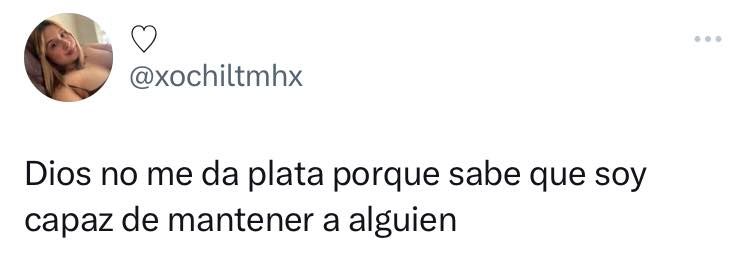 ♡
@xochiltmhx
Dios no me da plata porque sabe que soy
capaz de mantener a alguien